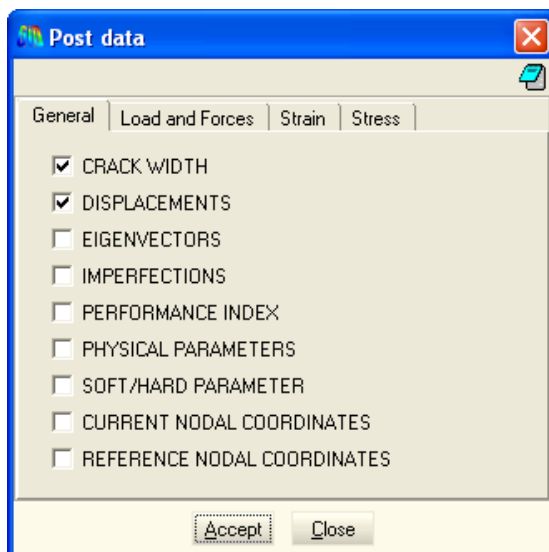 Post data
General Load and Forces Strain Stress
CRACK WIDTH
DISPLACEMENTS
EIGENVECTORS
IMPERFECTIONS
PERFORMANCE INDEX
PHYSICAL PARAMETERS
SOFT/HARD PARAMETER
CURRENT NODAL COORDINATES
REFERENCE NODAL COORDINATES
Accept Close